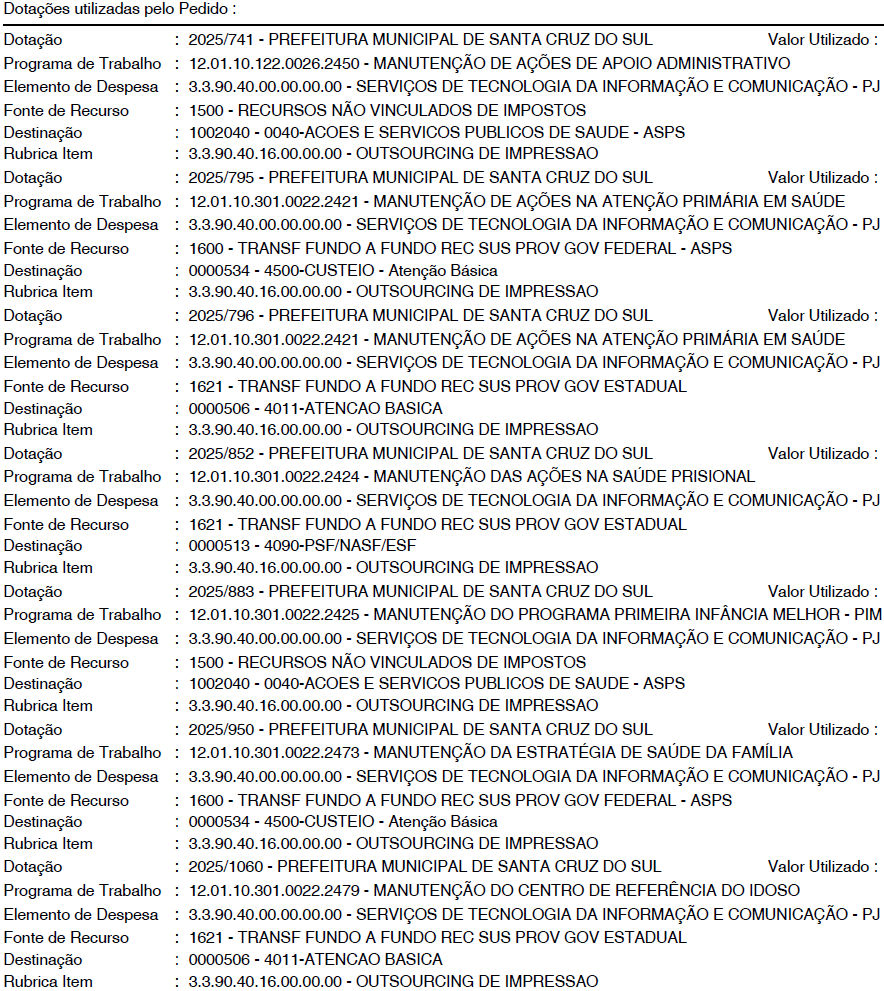 Dotações utilizadas pelo Pedido :
Dotação : 2025/741 - PREFEITURA MUNICIPAL DE SANTA CRUZ DO SUL Valor Utilizado :
Programa de Trabalho : 12.01.10.122.0026.2450 - MANUTENÇÃO DE AÇÕES DE APOIO ADMINISTRATIVO
Elemento de Despesa : 3.3.90.40.00.00.00.00 - SERVIÇOS DE TECNOLOGIA DA INFORMAÇÃO E COMUNICAÇÃO - PJ
Fonte de Recurso : 1500 - RECURSOS NÃO VINCULADOS DE IMPOSTOS
Destinação : 1002040 - 0040-ACOES E SERVICOS PUBLICOS DE SAUDE - ASPS
Rubrica Item : 3.3.90.40.16.00.00.00 - OUTSOURCING DE IMPRESSAO
Dotação : 2025/795 - PREFEITURA MUNICIPAL DE SANTA CRUZ DO SUL Valor Utilizado :
Programa de Trabalho : 12.01.10.301.0022.2421 - MANUTENÇÃO DE AÇÕES NA ATENÇÃO PRIMÁRIA EM SAÚDE
Elemento de Despesa : 3.3.90.40.00.00.00.00 - SERVIÇOS DE TECNOLOGIA DA INFORMAÇÃO E COMUNICAÇÃO - PJ
Fonte de Recurso : 1600 - TRANSF FUNDO A FUNDO REC SUS PROV GOV FEDERAL - ASPS
Destinação : 0000534 - 4500-CUSTEIO - Atenção Básica
Rubrica Item : 3.3.90.40.16.00.00.00 - OUTSOURCING DE IMPRESSAO
Dotação : 2025/796 - PREFEITURA MUNICIPAL DE SANTA CRUZ DO SUL Valor Utilizado :
Programa de Trabalho : 12.01.10.301.0022.2421 - MANUTENÇÃO DE AÇÕES NA ATENÇÃO PRIMÁRIA EM SAÚDE
Elemento de Despesa : 3.3.90.40.00.00.00.00 - SERVIÇOS DE TECNOLOGIA DA INFORMAÇÃO E COMUNICAÇÃO - PJ
Fonte de Recurso : 1621 - TRANSF FUNDO A FUNDO REC SUS PROV GOV ESTADUAL
Destinação : 0000506 - 4011-ATENCAO BASICA
Rubrica Item : 3.3.90.40.16.00.00.00 - OUTSOURCING DE IMPRESSAO
Dotação : 2025/852 - PREFEITURA MUNICIPAL DE SANTA CRUZ DO SUL Valor Utilizado :
Programa de Trabalho : 12.01.10.301.0022.2424 - MANUTENÇÃO DAS AÇÕES NA SAÚDE PRISIONAL
Elemento de Despesa : 3.3.90.40.00.00.00.00 - SERVIÇOS DE TECNOLOGIA DA INFORMAÇÃO E COMUNICAÇÃO - PJ
Fonte de Recurso : 1621 - TRANSF FUNDO A FUNDO REC SUS PROV GOV ESTADUAL
Destinação : 0000513 - 4090-PSF/NASF/ESF
Rubrica Item : 3.3.90.40.16.00.00.00 - OUTSOURCING DE IMPRESSAO
Dotação : 2025/883 - PREFEITURA MUNICIPAL DE SANTA CRUZ DO SUL Valor Utilizado :
Programa de Trabalho : 12.01.10.301.0022.2425 - MANUTENÇÃO DO PROGRAMA PRIMEIRA INFÂNCIA MELHOR - PIM
Elemento de Despesa : 3.3.90.40.00.00.00.00 - SERVIÇOS DE TECNOLOGIA DA INFORMAÇÃO E COMUNICAÇÃO - PJ
Fonte de Recurso : 1500 - RECURSOS NÃO VINCULADOS DE IMPOSTOS
Destinação : 1002040 - 0040-ACOES E SERVICOS PUBLICOS DE SAUDE - ASPS
Rubrica Item : 3.3.90.40.16.00.00.00 - OUTSOURCING DE IMPRESSAO
Dotação : 2025/950 - PREFEITURA MUNICIPAL DE SANTA CRUZ DO SUL Valor Utilizado :
Programa de Trabalho : 12.01.10.301.0022.2473 - MANUTENÇÃO DA ESTRATÉGIA DE SAÚDE DA FAMÍLIA
Elemento de Despesa : 3.3.90.40.00.00.00.00 - SERVIÇOS DE TECNOLOGIA DA INFORMAÇÃO E COMUNICAÇÃO - PJ
Fonte de Recurso : 1600 - TRANSF FUNDO A FUNDO REC SUS PROV GOV FEDERAL - ASPS
Destinação : 0000534 - 4500-CUSTEIO - Atenção Básica
Rubrica Item : 3.3.90.40.16.00.00.00 - OUTSOURCING DE IMPRESSAO
Dotação : 2025/1060 - PREFEITURA MUNICIPAL DE SANTA CRUZ DO SUL Valor Utilizado :
Programa de Trabalho : 12.01.10.301.0022.2479 - MANUTENÇÃO DO CENTRO DE REFERÊNCIA DO IDOSO
Elemento de Despesa : 3.3.90.40.00.00.00.00 - SERVIÇOS DE TECNOLOGIA DA INFORMAÇÃO E COMUNICAÇÃO - PJ
Fonte de Recurso : 1621 - TRANSF FUNDO A FUNDO REC SUS PROV GOV ESTADUAL
Destinação : 0000506 - 4011-ATENCAO BASICA
Rubrica Item : 3.3.90.40.16.00.00.00 - OUTSOURCING DE IMPRESSAO